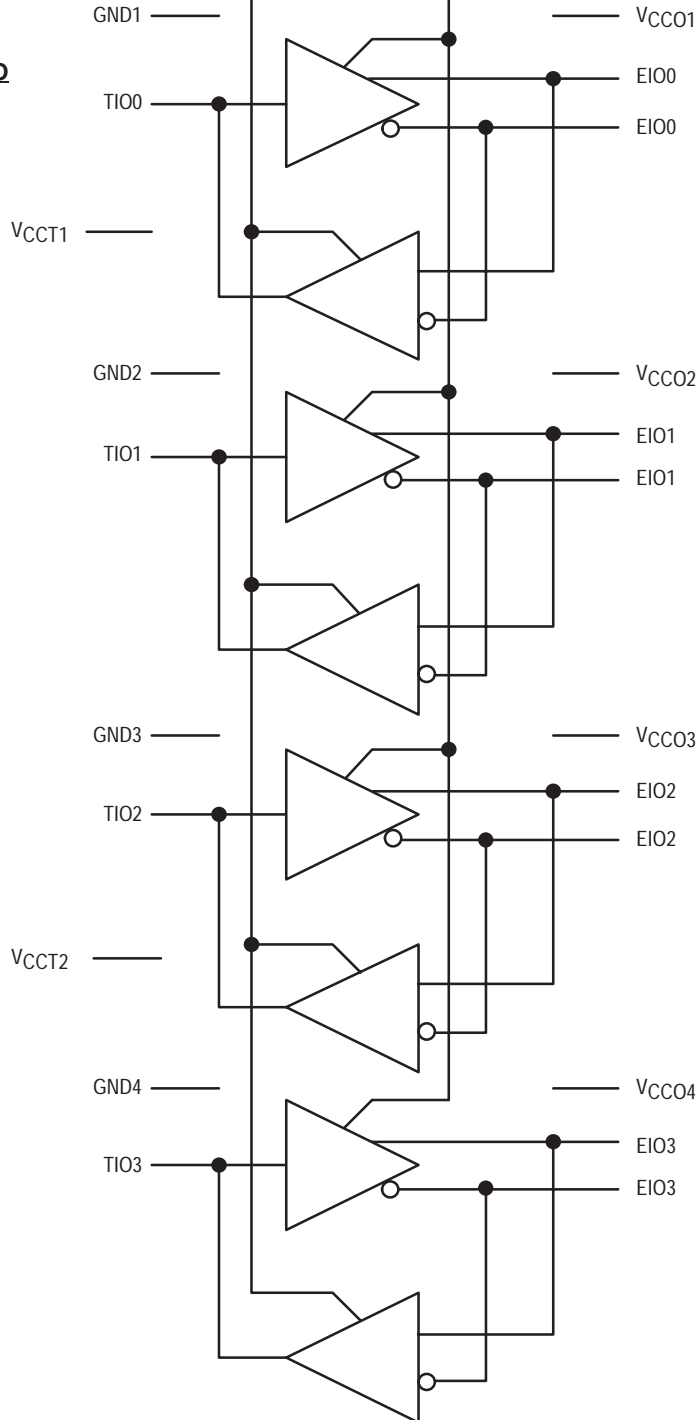 GND1 VCCO1
D
EIO0
TIO0
EIO0
VCCT1
GND2 VCCO2
EIO1
TIO1
EIO1
GND3 VCCO3
EIO2
TIO2
EIO2
VCCT2
GND4 VCCO4
EIO3
TIO3
EIO3